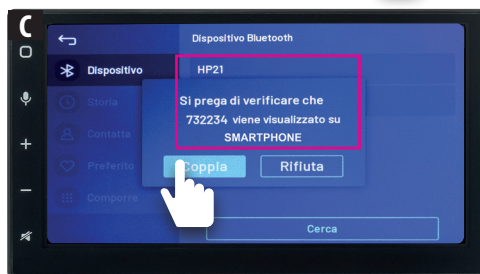 C
Dispositivo Bluetooth
Dispositivo
HP21
Storia
Si prega di verificare che
732234 viene visualizzato su
SMARTPHONE
Contatta
Preferito
Coppia
Rifiuta
Comporre
Cerca